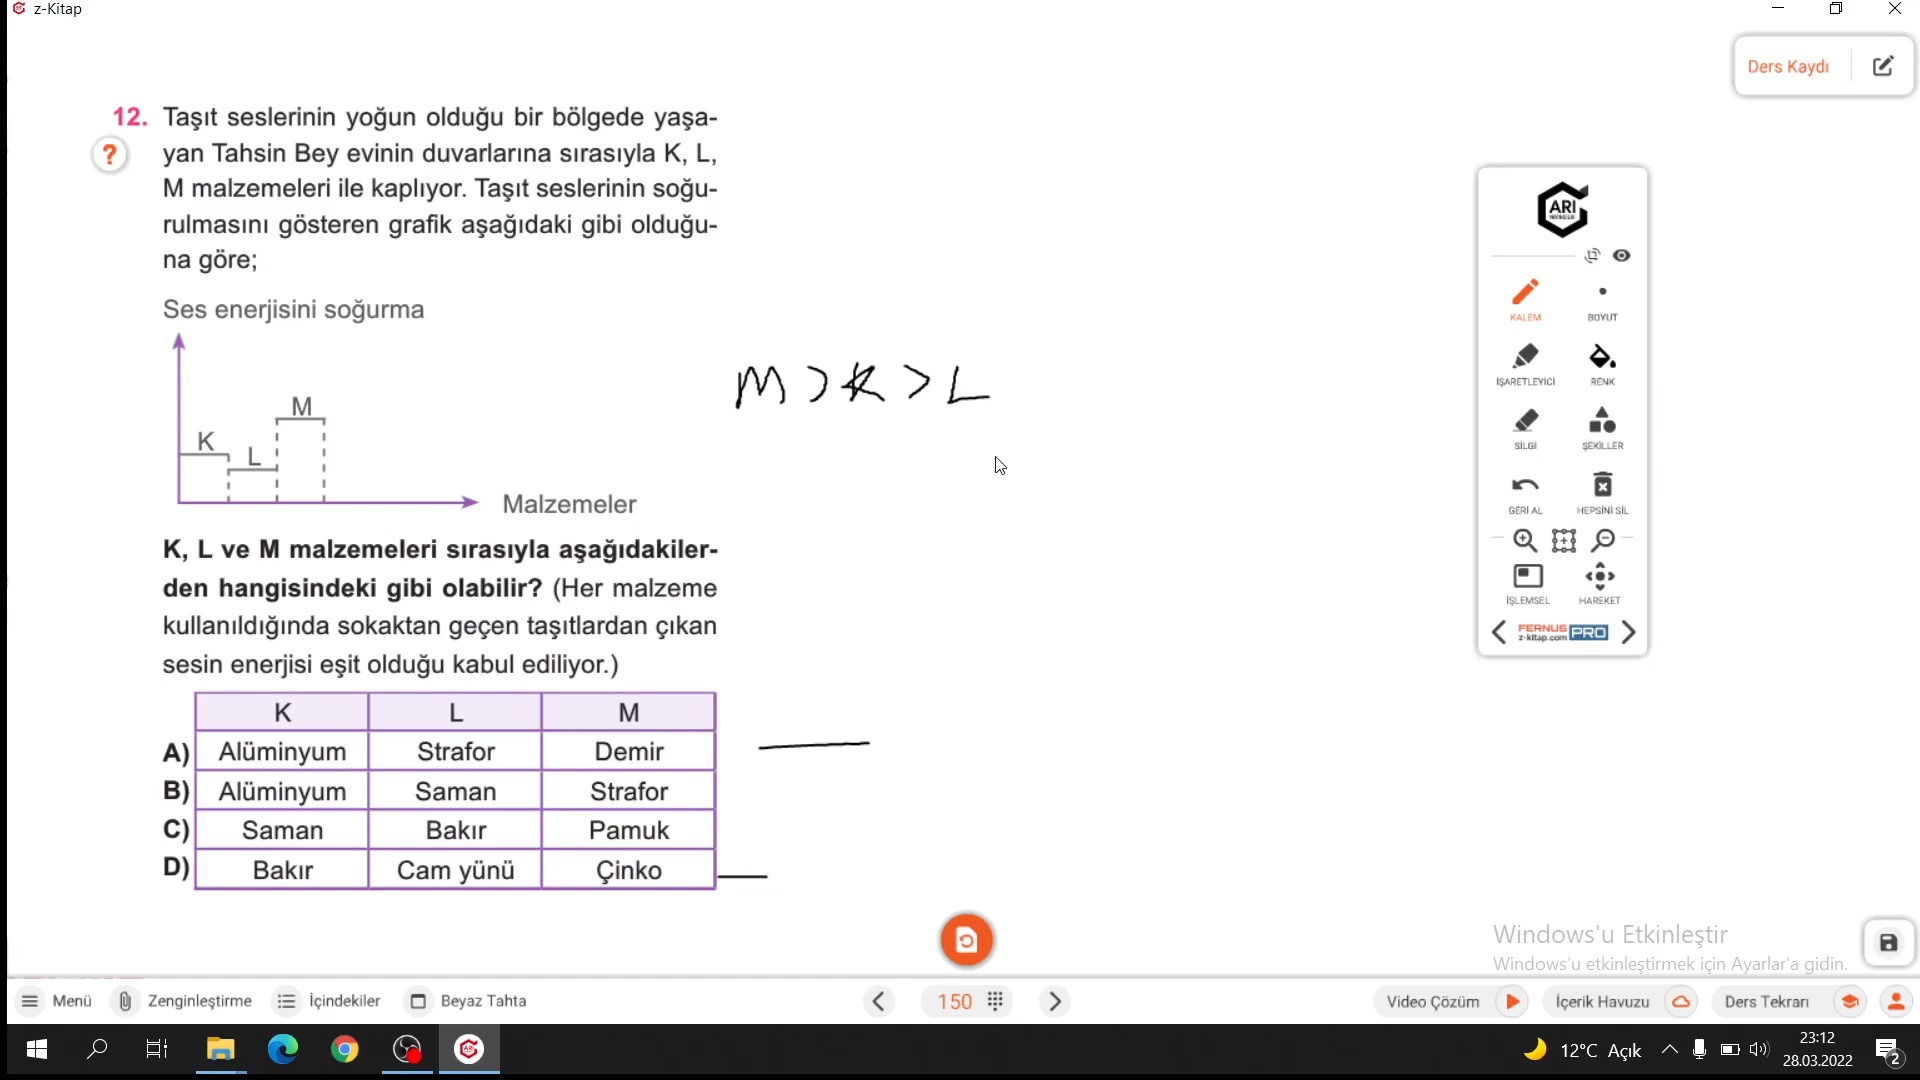 z-Kitap
Ders Kaydı
12. Taşıt seslerinin yoğun olduğu bir bölgede yaşa-
yan Tahsin Bey evinin duvarlarına sırasıyla K, L,
M malzemeleri ile kaplıyor. Taşıt seslerinin soğu-
rulmasını gösteren grafik aşağıdaki gibi olduğu-
na göre;
?
Ses enerjisini soğurma
K
L
M
Malzemeler
M > K > L
K, L ve M malzemeleri sırasıyla aşağıdakiler-
den hangisindeki gibi olabilir? (Her malzeme
kullanıldığında sokaktan geçen taşıtlardan çıkan
sesin enerjisi eşit olduğu kabul ediliyor.)
K L M
A) Alüminyum Strafor Demir
B) Alüminyum Saman Strafor
C) Saman Bakır Pamuk
D) Bakır Cam yünü Çinko
ARI
KALEM BOYUT
İŞARETLEYİCİ RENK
SİLGİ ŞEKİLLER
GERİ AL HEPSİNİ SİL
İŞLEMSEL HAREKET
FERNUS
z-kitap.com PRO
Windows'u Etkinleştir
Windows'u etkinleştirmek için Ayarlar'a gidin.
Menü Zenginleştirme İçindekiler Beyaz Tahta 150 Video Çözüm İçerik Havuzu Ders Tekrarı
12°C Açık 23:12
28.03.2022
2